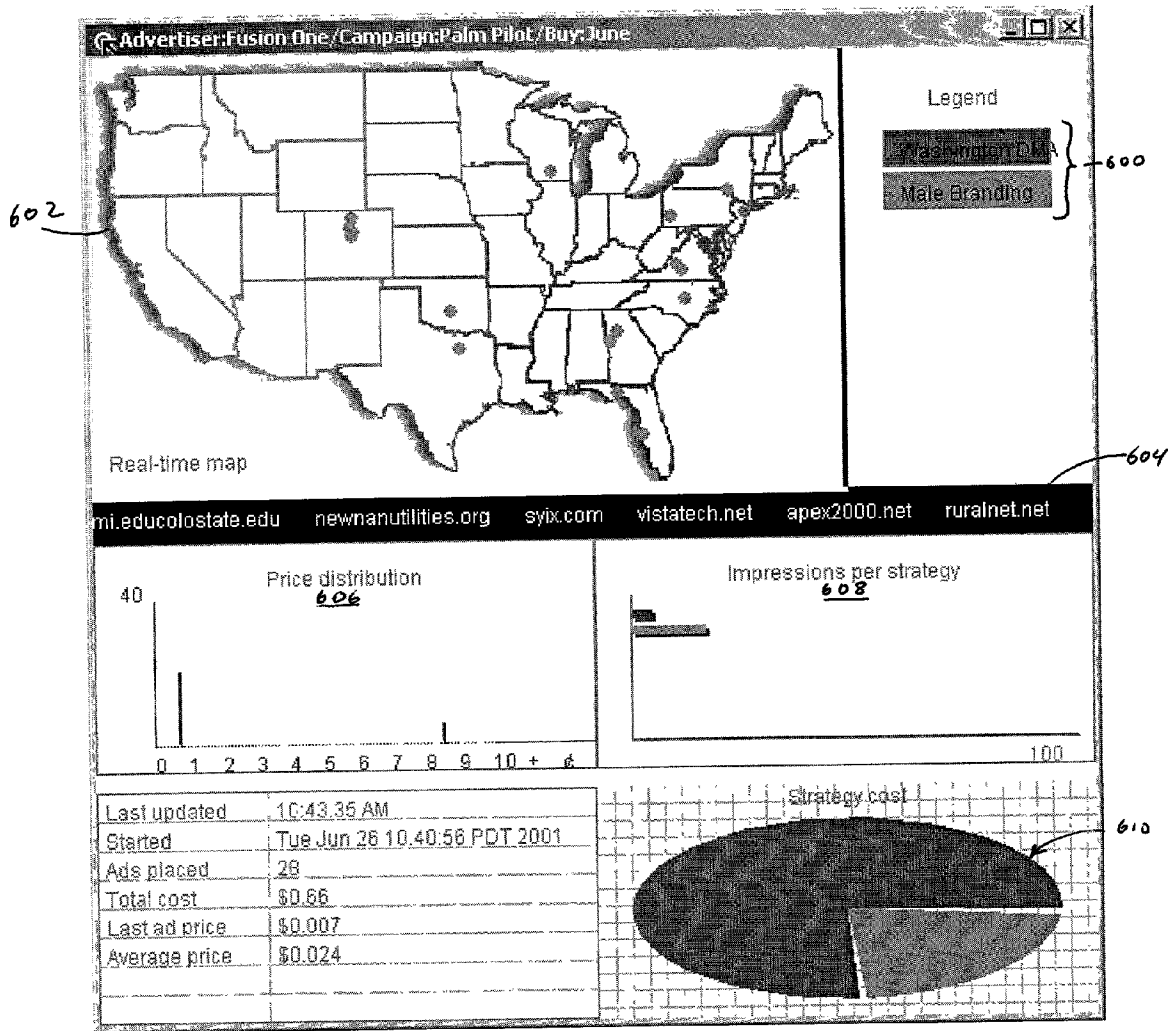 Advertiser:Fusion One/Campaign:Palm Pilot/Buy:June
Legend
Washington DMA
Male Branding
600
602
Real-time map
604
mi.educolostate.edu newnanutilities.org syix.com vistatech.net apex2000.net ruralnet.net
Price distribution
606
40
0 1 2 3 4 5 6 7 8 9 10 + ¢
Impressions per strategy
608
100
Last updated 10:43.35 AM
Started Tue Jun 26 10.40:56 PDT 2001
Ads placed 28
Total cost $0.66
Last ad price $0.007
Average price $0.024
Strategy cost
610